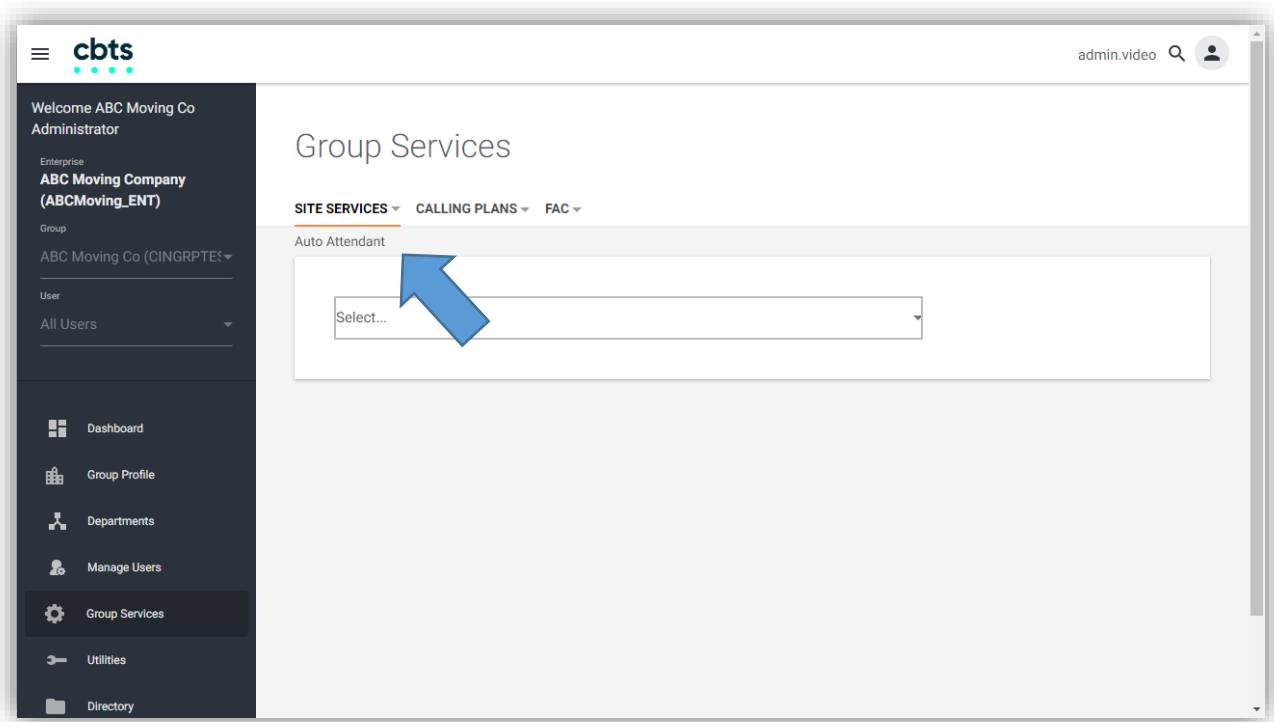 cbts
admin.video
Welcome ABC Moving Co
Administrator
Enterprise
ABC Moving Company
(ABCMoving_ENT)
Group
ABC Moving Co (CINGRPTES
User
All Users
Dashboard
Group Profile
Departments
Manage Users
Group Services
Utilities
Directory
Group Services
SITE SERVICES CALLING PLANS FAC
Auto Attendant
Select...